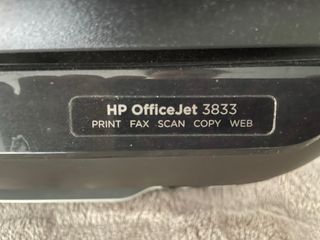 HP OfficeJet 3833
PRINT FAX SCAN COPY WEB